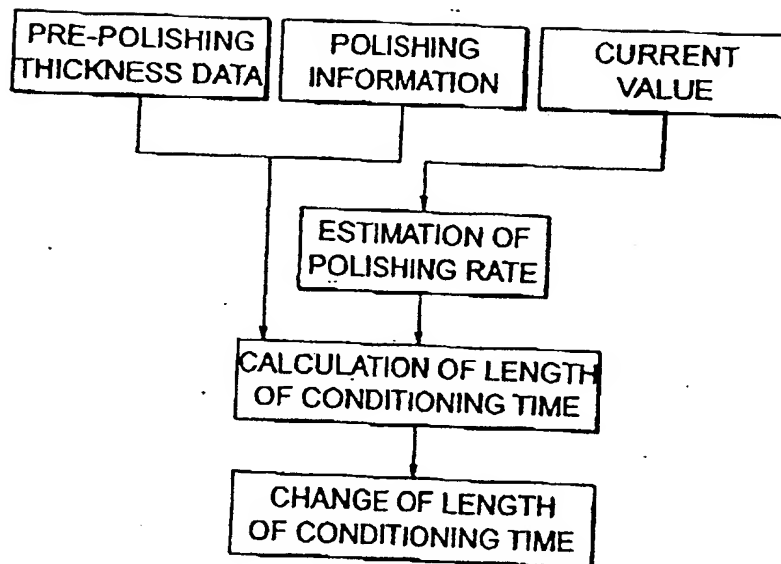 PRE-POLISHING
THICKNESS DATA
POLISHING
INFORMATION
CURRENT
VALUE
ESTIMATION OF
POLISHING RATE
CALCULATION OF LENGTH
OF CONDITIONING TIME
CHANGE OF LENGTH
OF CONDITIONING TIME